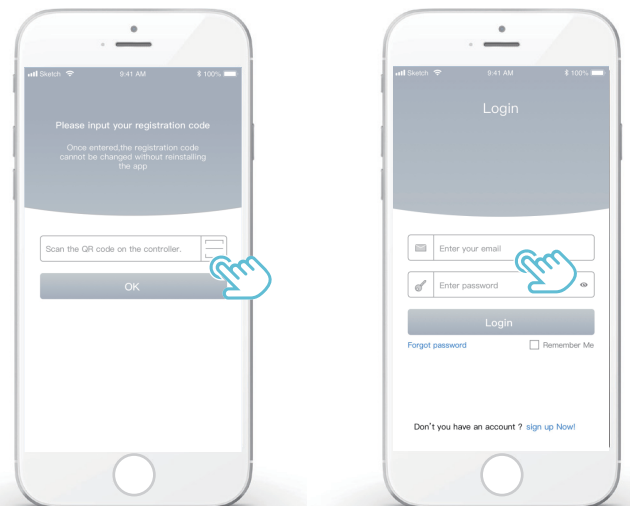 Sketch 9:41 AM 100%
Please input your registration code
Once entered,the registration code
cannot be changed without reinstalling
the app
Scan the QR code on the controller.
OK
Sketch 9:41 AM 100%
Login
Enter your email
Enter password
Login
Forgot password Remember Me
Don't you have an account ? sign up Now!